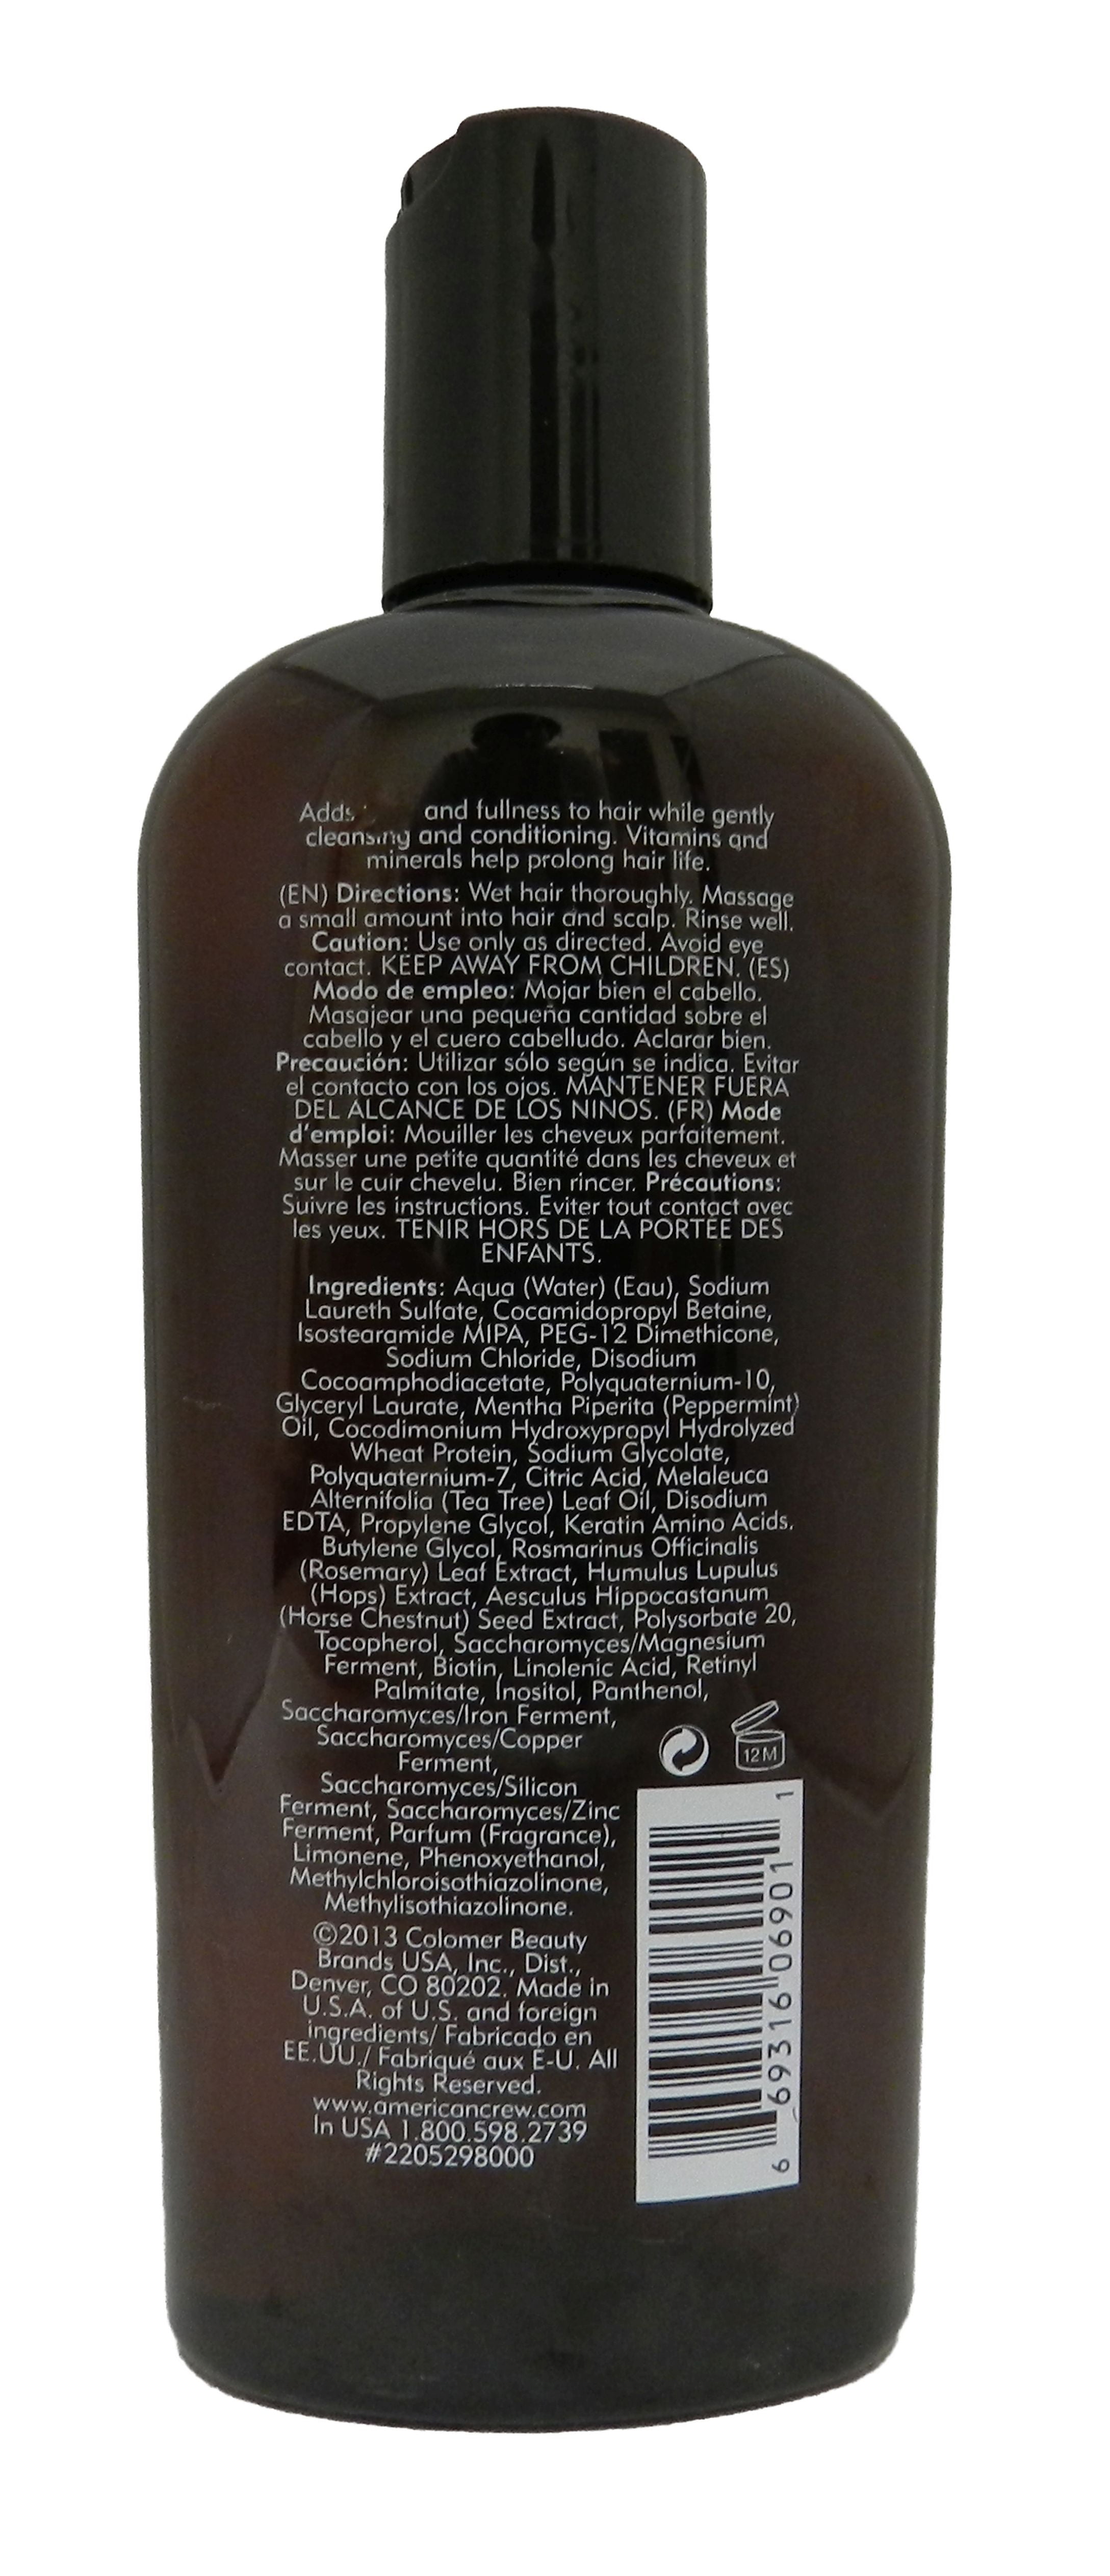 Adds and fullness to hair while gently
cleansing and conditioning. Vitamins and
minerals help prolong hair life.
(EN) Directions: Wet hair thoroughly. Massage
a small amount into hair and scalp. Rinse well.
Caution: Use only as directed. Avoid eye
contact. KEEP AWAY FROM CHILDREN. (ES)
Modo de empleo: Mojar bien el cabello.
Masajear una pequeña cantidad sobre el
cabello y el cuero cabelludo. Aclarar bien.
Precaución: Utilizar sólo según se indica. Evitar
el contacto con los ojos. MANTENER FUERA
DEL ALCANCE DE LOS NINOS. (FR) Mode
d'emploi: Mouiller les cheveux parfaitement.
Masser une petite quantité dans les cheveux et
sur le cuir chevelu. Bien rincer. Précautions:
Suivre les instructions. Eviter tout contact avec
les yeux. TENIR HORS DE LA PORTÉE DES
ENFANTS.
Ingredients: Aqua (Water) (Eau), Sodium
Laureth Sulfate, Cocamidopropyl Betaine,
Isostearamide MIPA, PEG-12 Dimethicone,
Sodium Chloride, Disodium
Cocoamphodiacetate, Polyquaternium-10,
Glyceryl Laurate, Mentha Piperita (Peppermint)
Oil, Cocodimonium Hydroxypropyl Hydrolyzed
Wheat Protein, Sodium Glycolate,
Polyquaternium-7, Citric Acid, Melaleuca
Alternifolia (Tea Tree) Leaf Oil, Disodium
EDTA, Propylene Glycol, Keratin Amino Acids,
Butylene Glycol, Rosmarinus Officinalis
(Rosemary) Leaf Extract, Humulus Lupulus
(Hops) Extract, Aesculus Hippocastanum
(Horse Chestnut) Seed Extract, Polysorbate 20,
Tocopherol, Saccharomyces/Magnesium
Ferment, Biotin, Linolenic Acid, Retinyl
Palmitate, Inositol, Panthenol,
Saccharomyces/Iron Ferment,
Saccharomyces/Copper
Ferment,
Saccharomyces/Silicon
Ferment, Saccharomyces/Zinc
Ferment, Parfum (Fragrance),
Limonene, Phenoxyethanol,
Methylchloroisothiazolinone,
Methylisothiazolinone.
©2013 Colomer Beauty
Brands USA, Inc., Dist.,
Denver, CO 80202. Made in
U.S.A. of U.S. and foreign
ingredients/ Fabricado en
EE.UU./ Fabriqué aux É-U. All
Rights Reserved.
www.americancrew.com
In USA 1.800.598.2739
#2205298000
12M
6 69316 06901 1